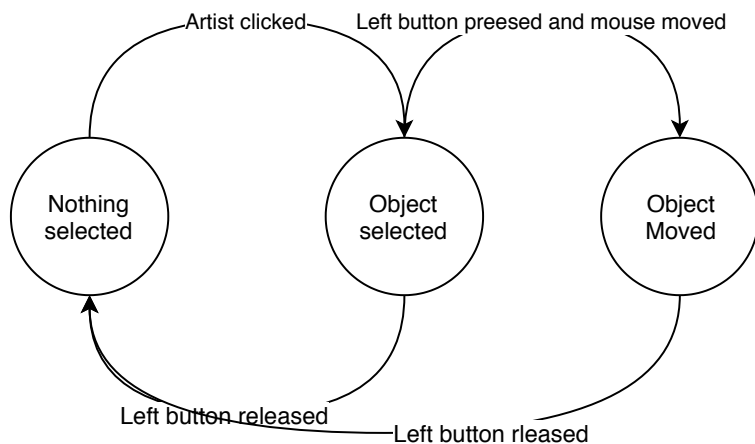 Artist clicked
Left button preesed and mouse moved
Nothing
selected
Object
selected
Object
Moved
Left button released
Left button rleased